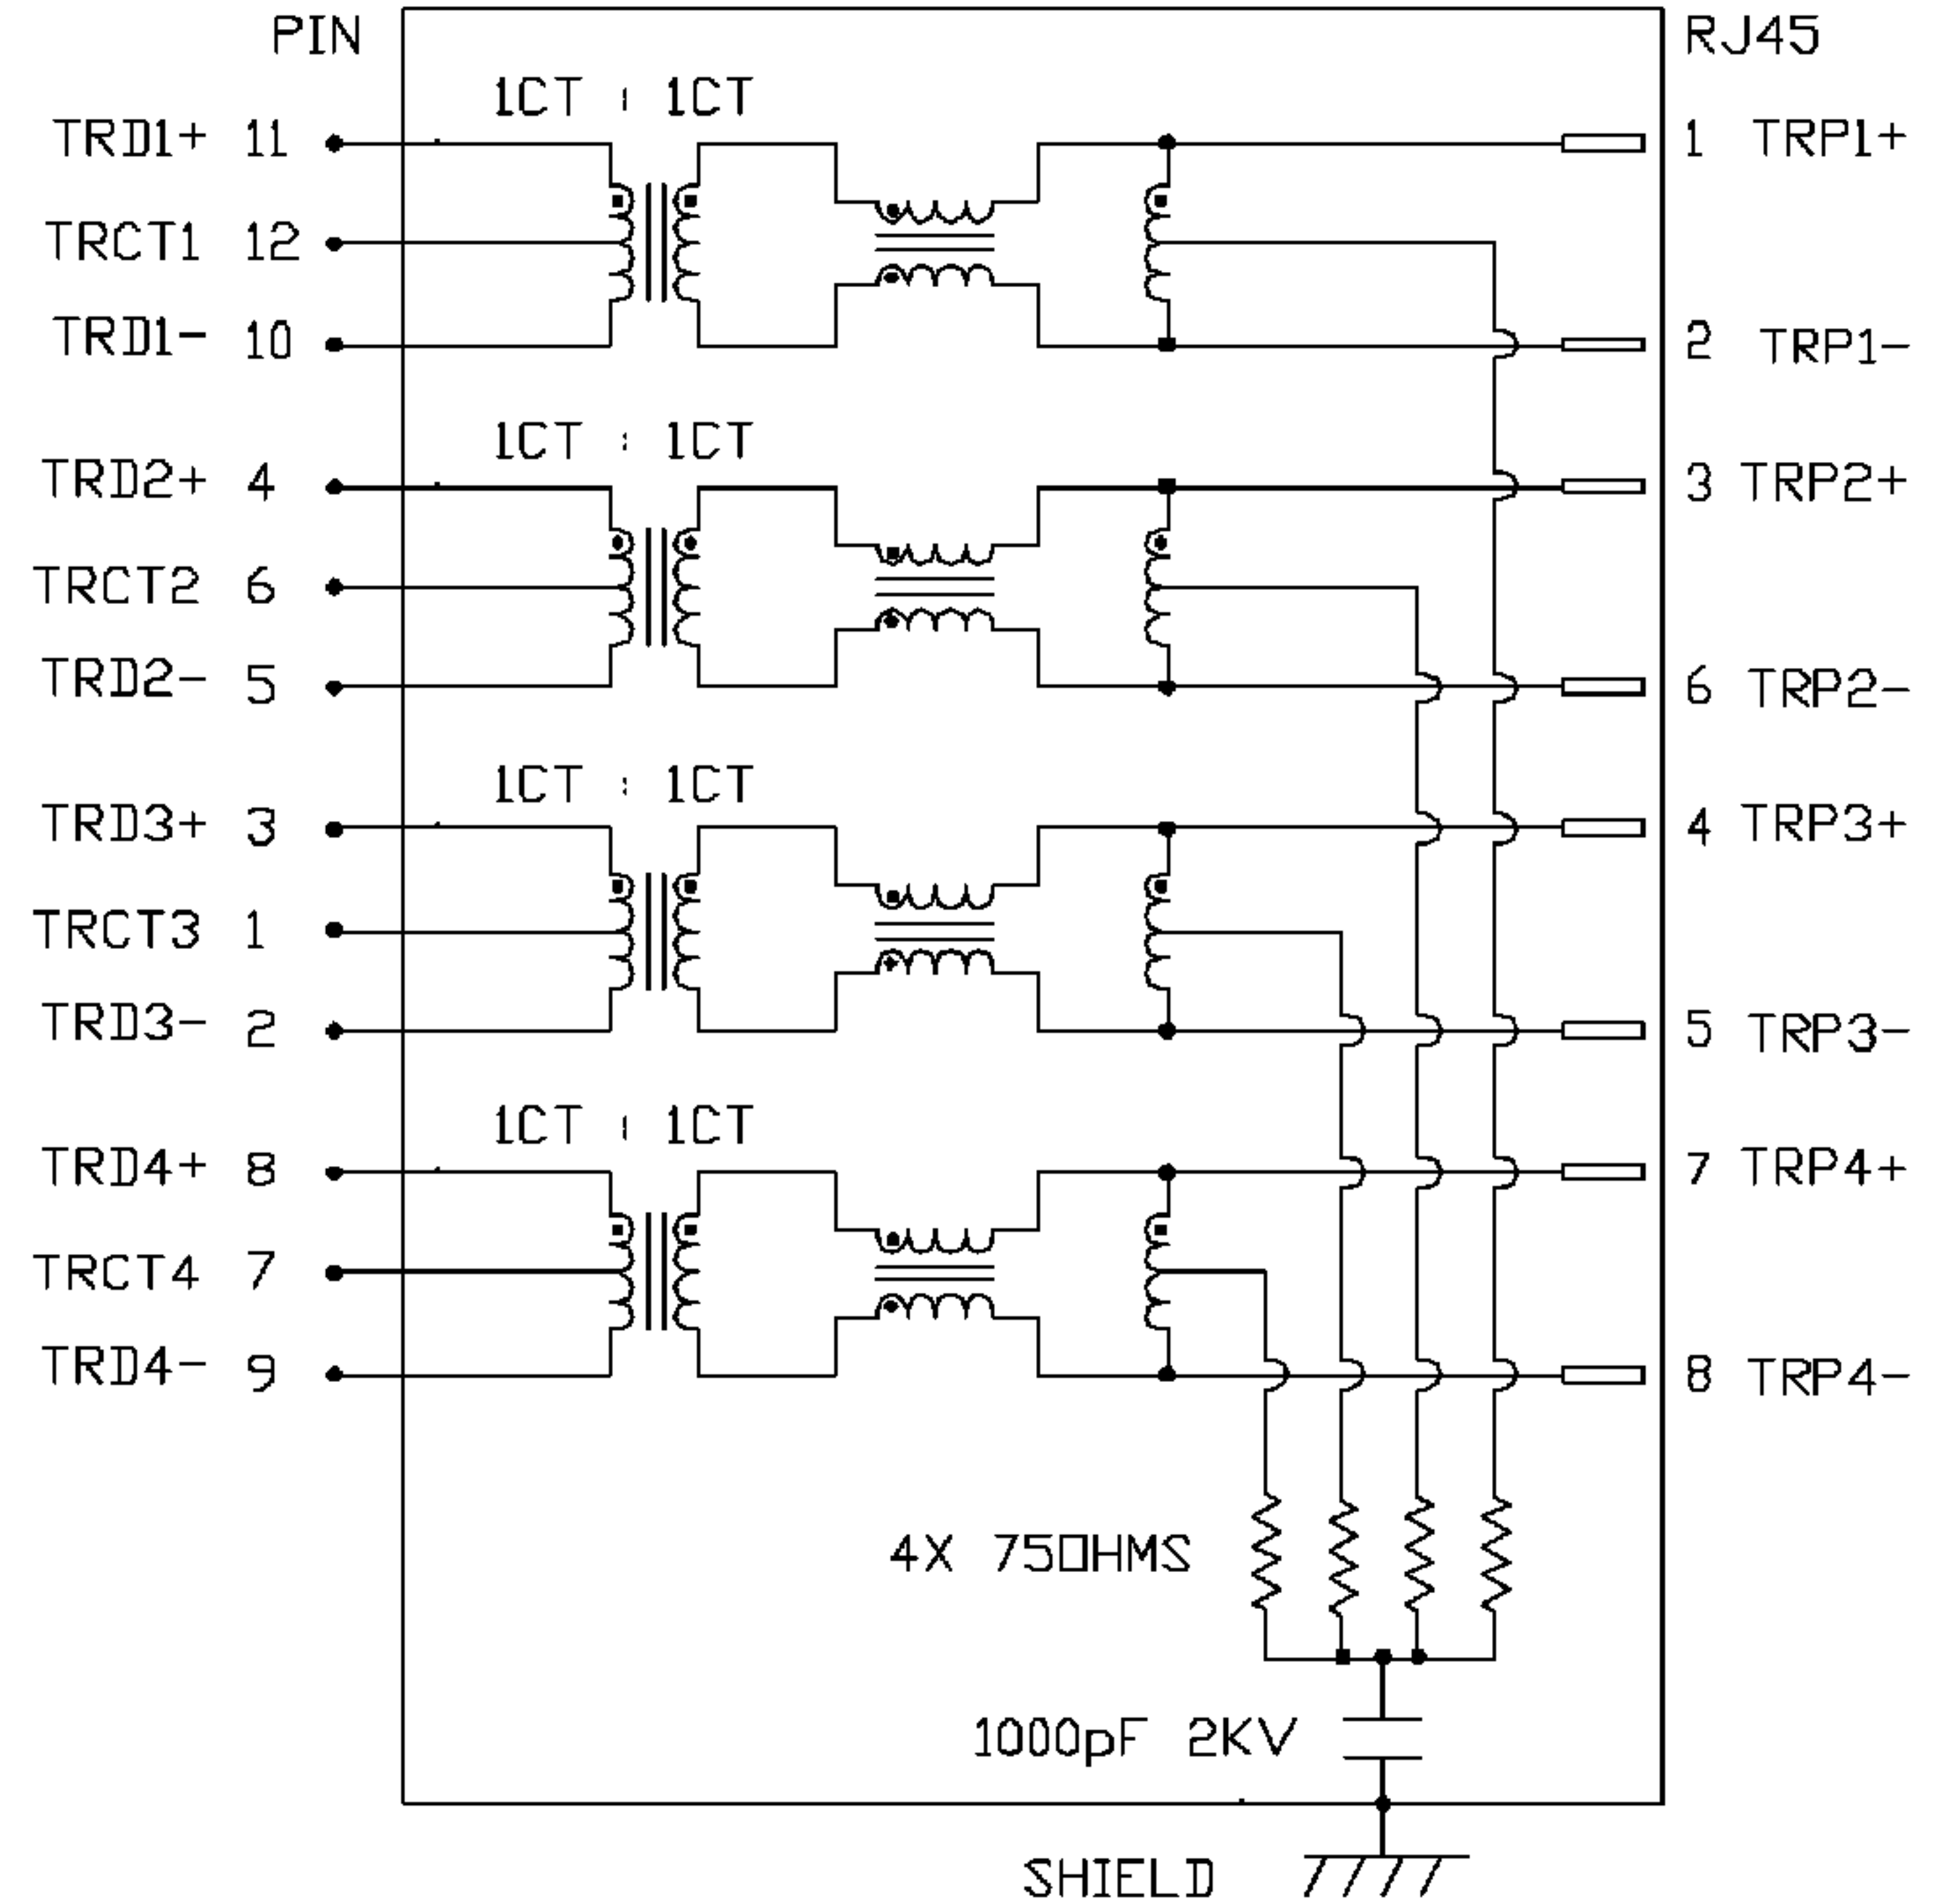 PIN RJ45
1CT : 1CT
TRD1+ 11 1 TRP1+
TRCT1 12
TRD1- 10 2 TRP1-
1CT : 1CT
TRD2+ 4 3 TRP2+
TRCT2 6
TRD2- 5 6 TRP2-
1CT : 1CT
TRD3+ 3 4 TRP3+
TRCT3 1
TRD3- 2 5 TRP3-
1CT : 1CT
TRD4+ 8 7 TRP4+
TRCT4 7
TRD4- 9 8 TRP4-
4X 75OHMS
1000pF 2KV
SHIELD